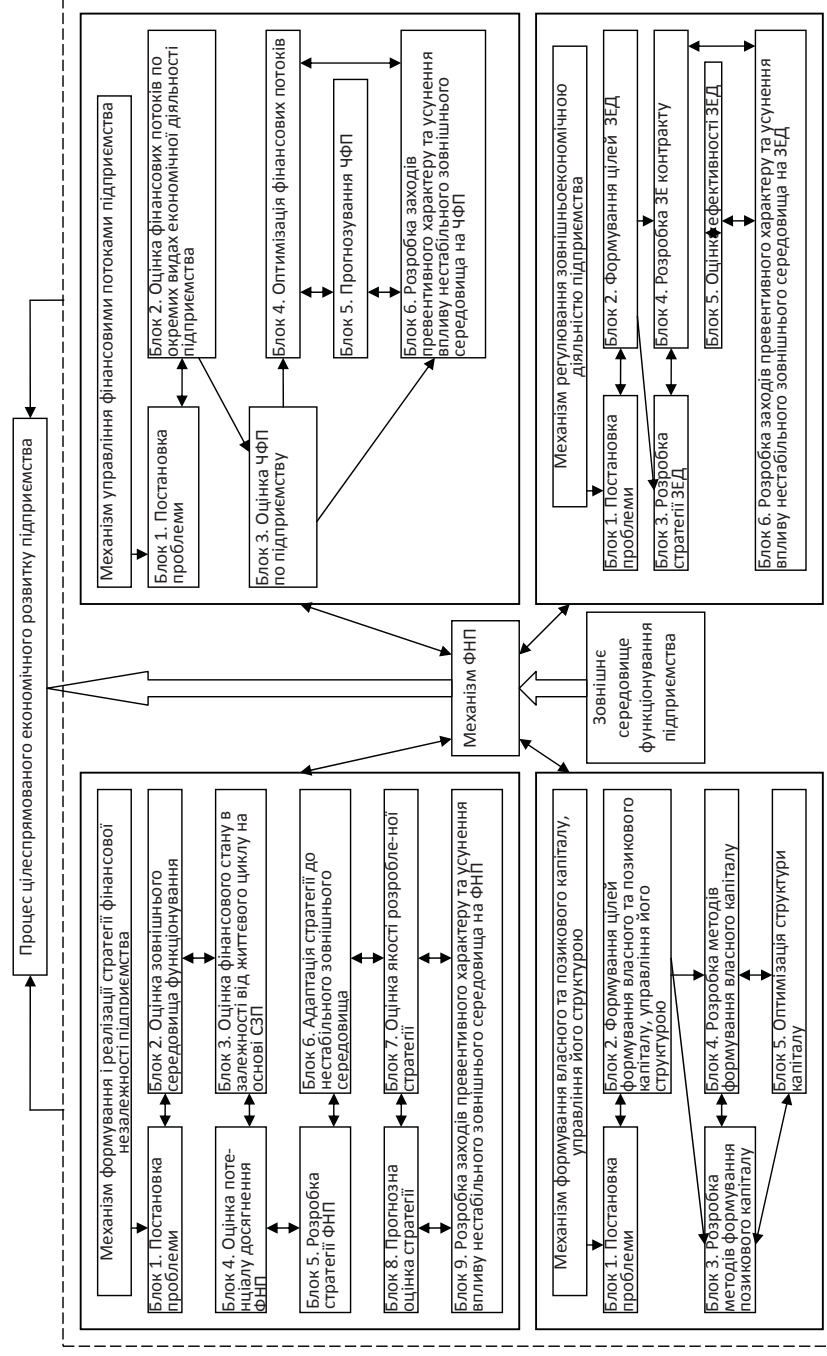 Процес цілеспрямованого економічного розвитку підприємства
Механізм формування і реалізації стратегії фінансової
незалежності підприємства
Блок 1. Постановка
проблеми
Блок 2. Оцінка зовнішнього
середовища функціонування
Блок 4. Оцінка поте-
нціалу досягнення
ФНП
Блок 3. Оцінка фінансового стану в
залежності від життєвого циклу на
основі СЗП
Блок 5. Розробка
стратегії ФНП
Блок 6. Адаптація стратегії до
нестабільного зовнішнього
середовища
Блок 8. Прогнозна
оцінка стратегії
Блок 7. Оцінка якості розробле-ної
стратегії
Блок 9. Розробка заходів превентивного характеру та усунення
впливу нестабільного зовнішнього середовища на ФНП
Механізм управління фінансовими потоками підприємства
Блок 1. Постановка
проблеми
Блок 2. Оцінка фінансових потоків по
окремих видах економічної діяльності
підприємства
Блок 3. Оцінка ЧФП
по підприємству
Блок 4. Оптимізація фінансових потоків
Блок 5. Прогнозування ЧФП
Блок 6. Розробка заходів
превентивного характеру та усунення
впливу нестабільного зовнішнього
середовища на ЧФП
Механізм ФНП
Зовнішнє
середовище
функціонування
підприємства
Механізм формування власного та позикового капіталу,
управління його структурою
Блок 1. Постановка
проблеми
Блок 2. Формування цілей
формування власного та позикового
капіталу, управління його
структурою
Блок 3. Розробка
методів формування
позикового капіталу
Блок 4. Розробка методів
формування власного капіталу
Блок 5. Оптимізація структури
капіталу
Механізм регулювання зовнішньоекономічною
діяльністю підприємства
Блок 1. Постановка
проблеми
Блок 2. Формування цілей ЗЕД
Блок 3. Розробка
стратегії ЗЕД
Блок 4. Розробка ЗЕ контракту
Блок 5. Оцінка ефективності ЗЕД
Блок 6. Розробка заходів превентивного характеру та усунення
впливу нестабільного зовнішнього середовища на ЗЕД